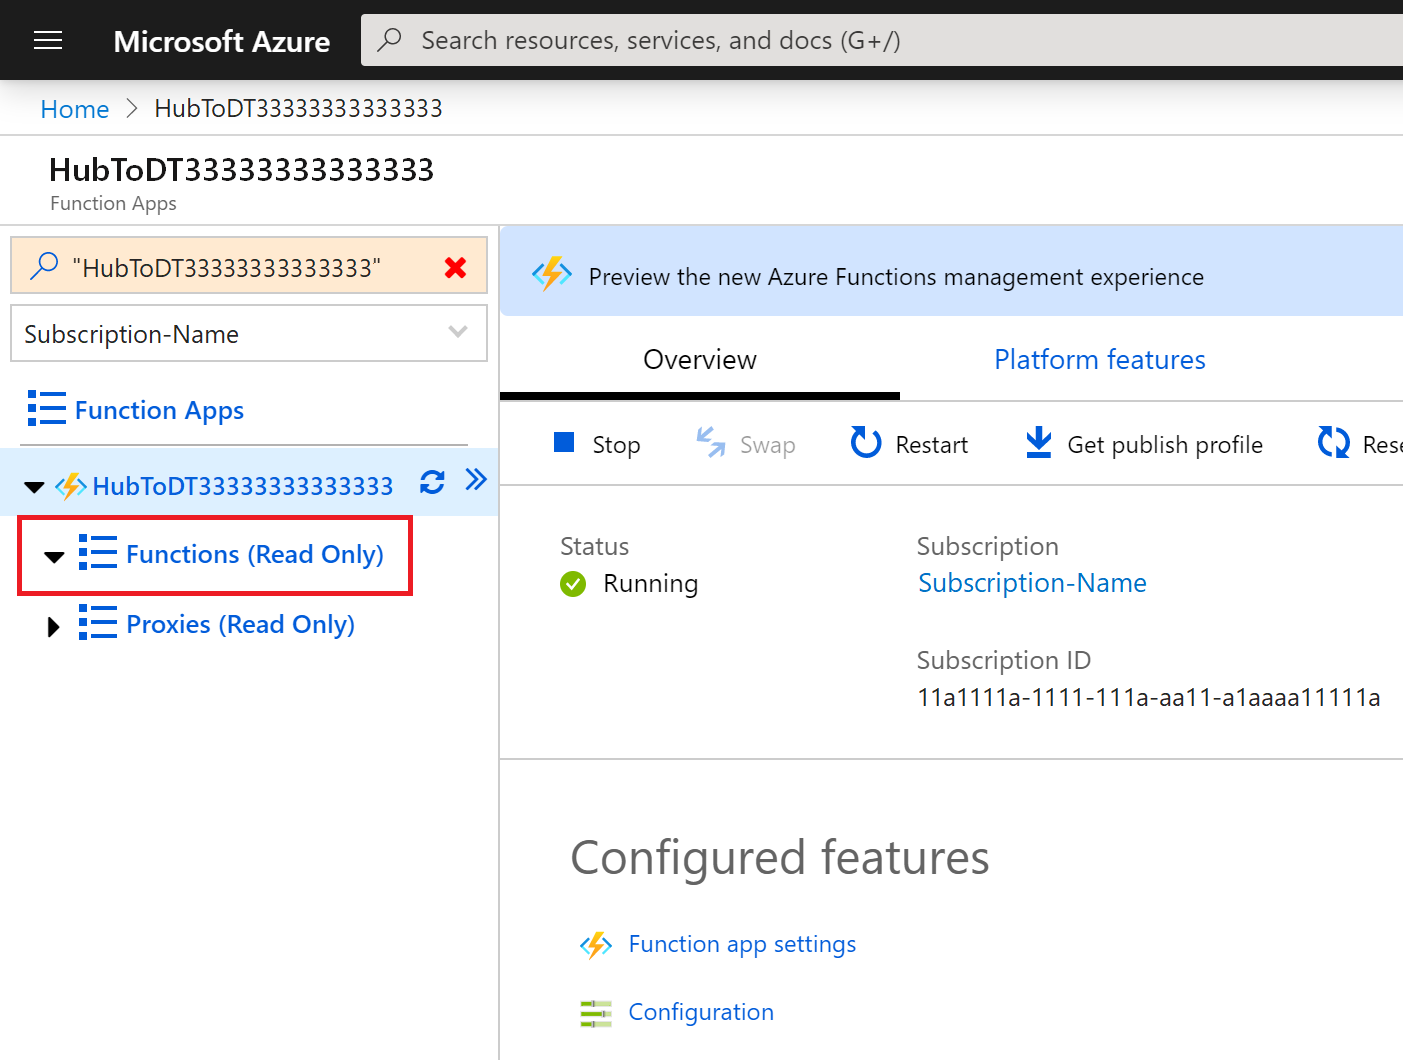 Microsoft Azure
Search resources, services, and docs (G+/)
Home > HubToDT33333333333333
HubToDT33333333333333
Function Apps
"HubToDT33333333333333"
Subscription-Name
Function Apps
HubToDT33333333333333
Functions (Read Only)
Proxies (Read Only)
Preview the new Azure Functions management experience
Overview
Platform features
Stop
Swap
Restart
Get publish profile
Rese
Status
Running
Subscription
Subscription-Name
Subscription ID
11a1111a-1111-111a-aa11-a1aaaa11111a
Configured features
Function app settings
Configuration